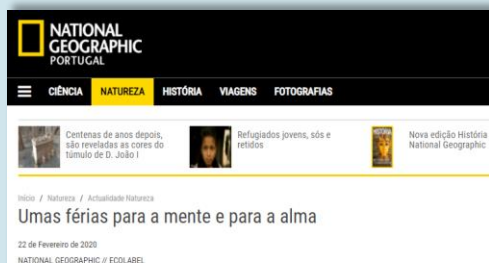 NATIONAL
GEOGRAPHIC
PORTUGAL
CIÊNCIA NATUREZA HISTÓRIA VIAGENS FOTOGRAFIAS
Centenas de anos depois,
são reveladas as cores do
túmulo de D. João I
Refugiados jovens, sós e
retidos
HISTÓRIA
Nova edição História
National Geographic
Início / Natureza / Actualidade Natureza
Umas férias para a mente e para a alma
22 de Fevereiro de 2020
NATIONAL GEOGRAPHIC // ECOLABEL